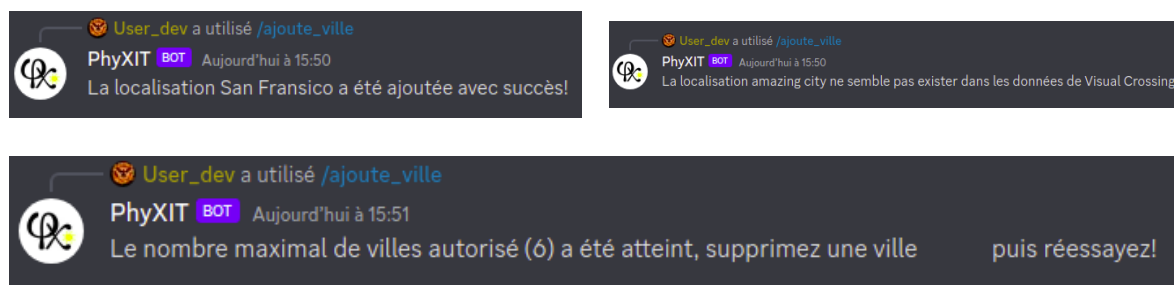 User_dev a utilisé /ajoute_ville
PhyXIT BOT Aujourd'hui à 15:50
La localisation San Fransico a été ajoutée avec succès!
User_dev a utilisé /ajoute_ville
PhyXIT BOT Aujourd'hui à 15:50
La localisation amazing city ne semble pas exister dans les données de Visual Crossing
User_dev a utilisé /ajoute_ville
PhyXIT BOT Aujourd'hui à 15:51
Le nombre maximal de villes autorisé (6) a été atteint, supprimez une ville puis réessayez!